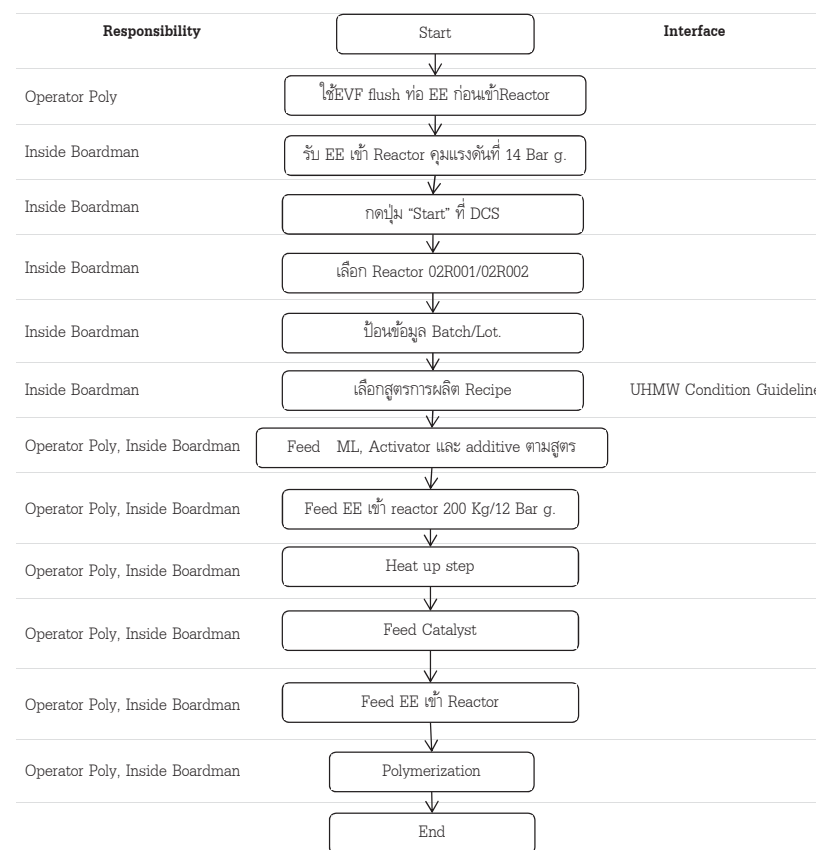 Responsibility Start Interface
Operator Poly ใช้EVF flush ท่อ EE ก่อนเข้าReactor
Inside Boardman รับ EE เข้า Reactor คุมแรงดันที่ 14 Bar g.
Inside Boardman กดปุ่ม “Start” ที่ DCS
Inside Boardman เลือก Reactor 02R001/02R002
Inside Boardman ป้อนข้อมูล Batch/Lot.
Inside Boardman เลือกสูตรการผลิต Recipe UHMW Condition Guideline
Operator Poly, Inside Boardman Feed ML, Activator และ additive ตามสูตร
Operator Poly, Inside Boardman Feed EE เข้า reactor 200 Kg/12 Bar g.
Operator Poly, Inside Boardman Heat up step
Operator Poly, Inside Boardman Feed Catalyst
Operator Poly, Inside Boardman Feed EE เข้า Reactor
Operator Poly, Inside Boardman Polymerization
End